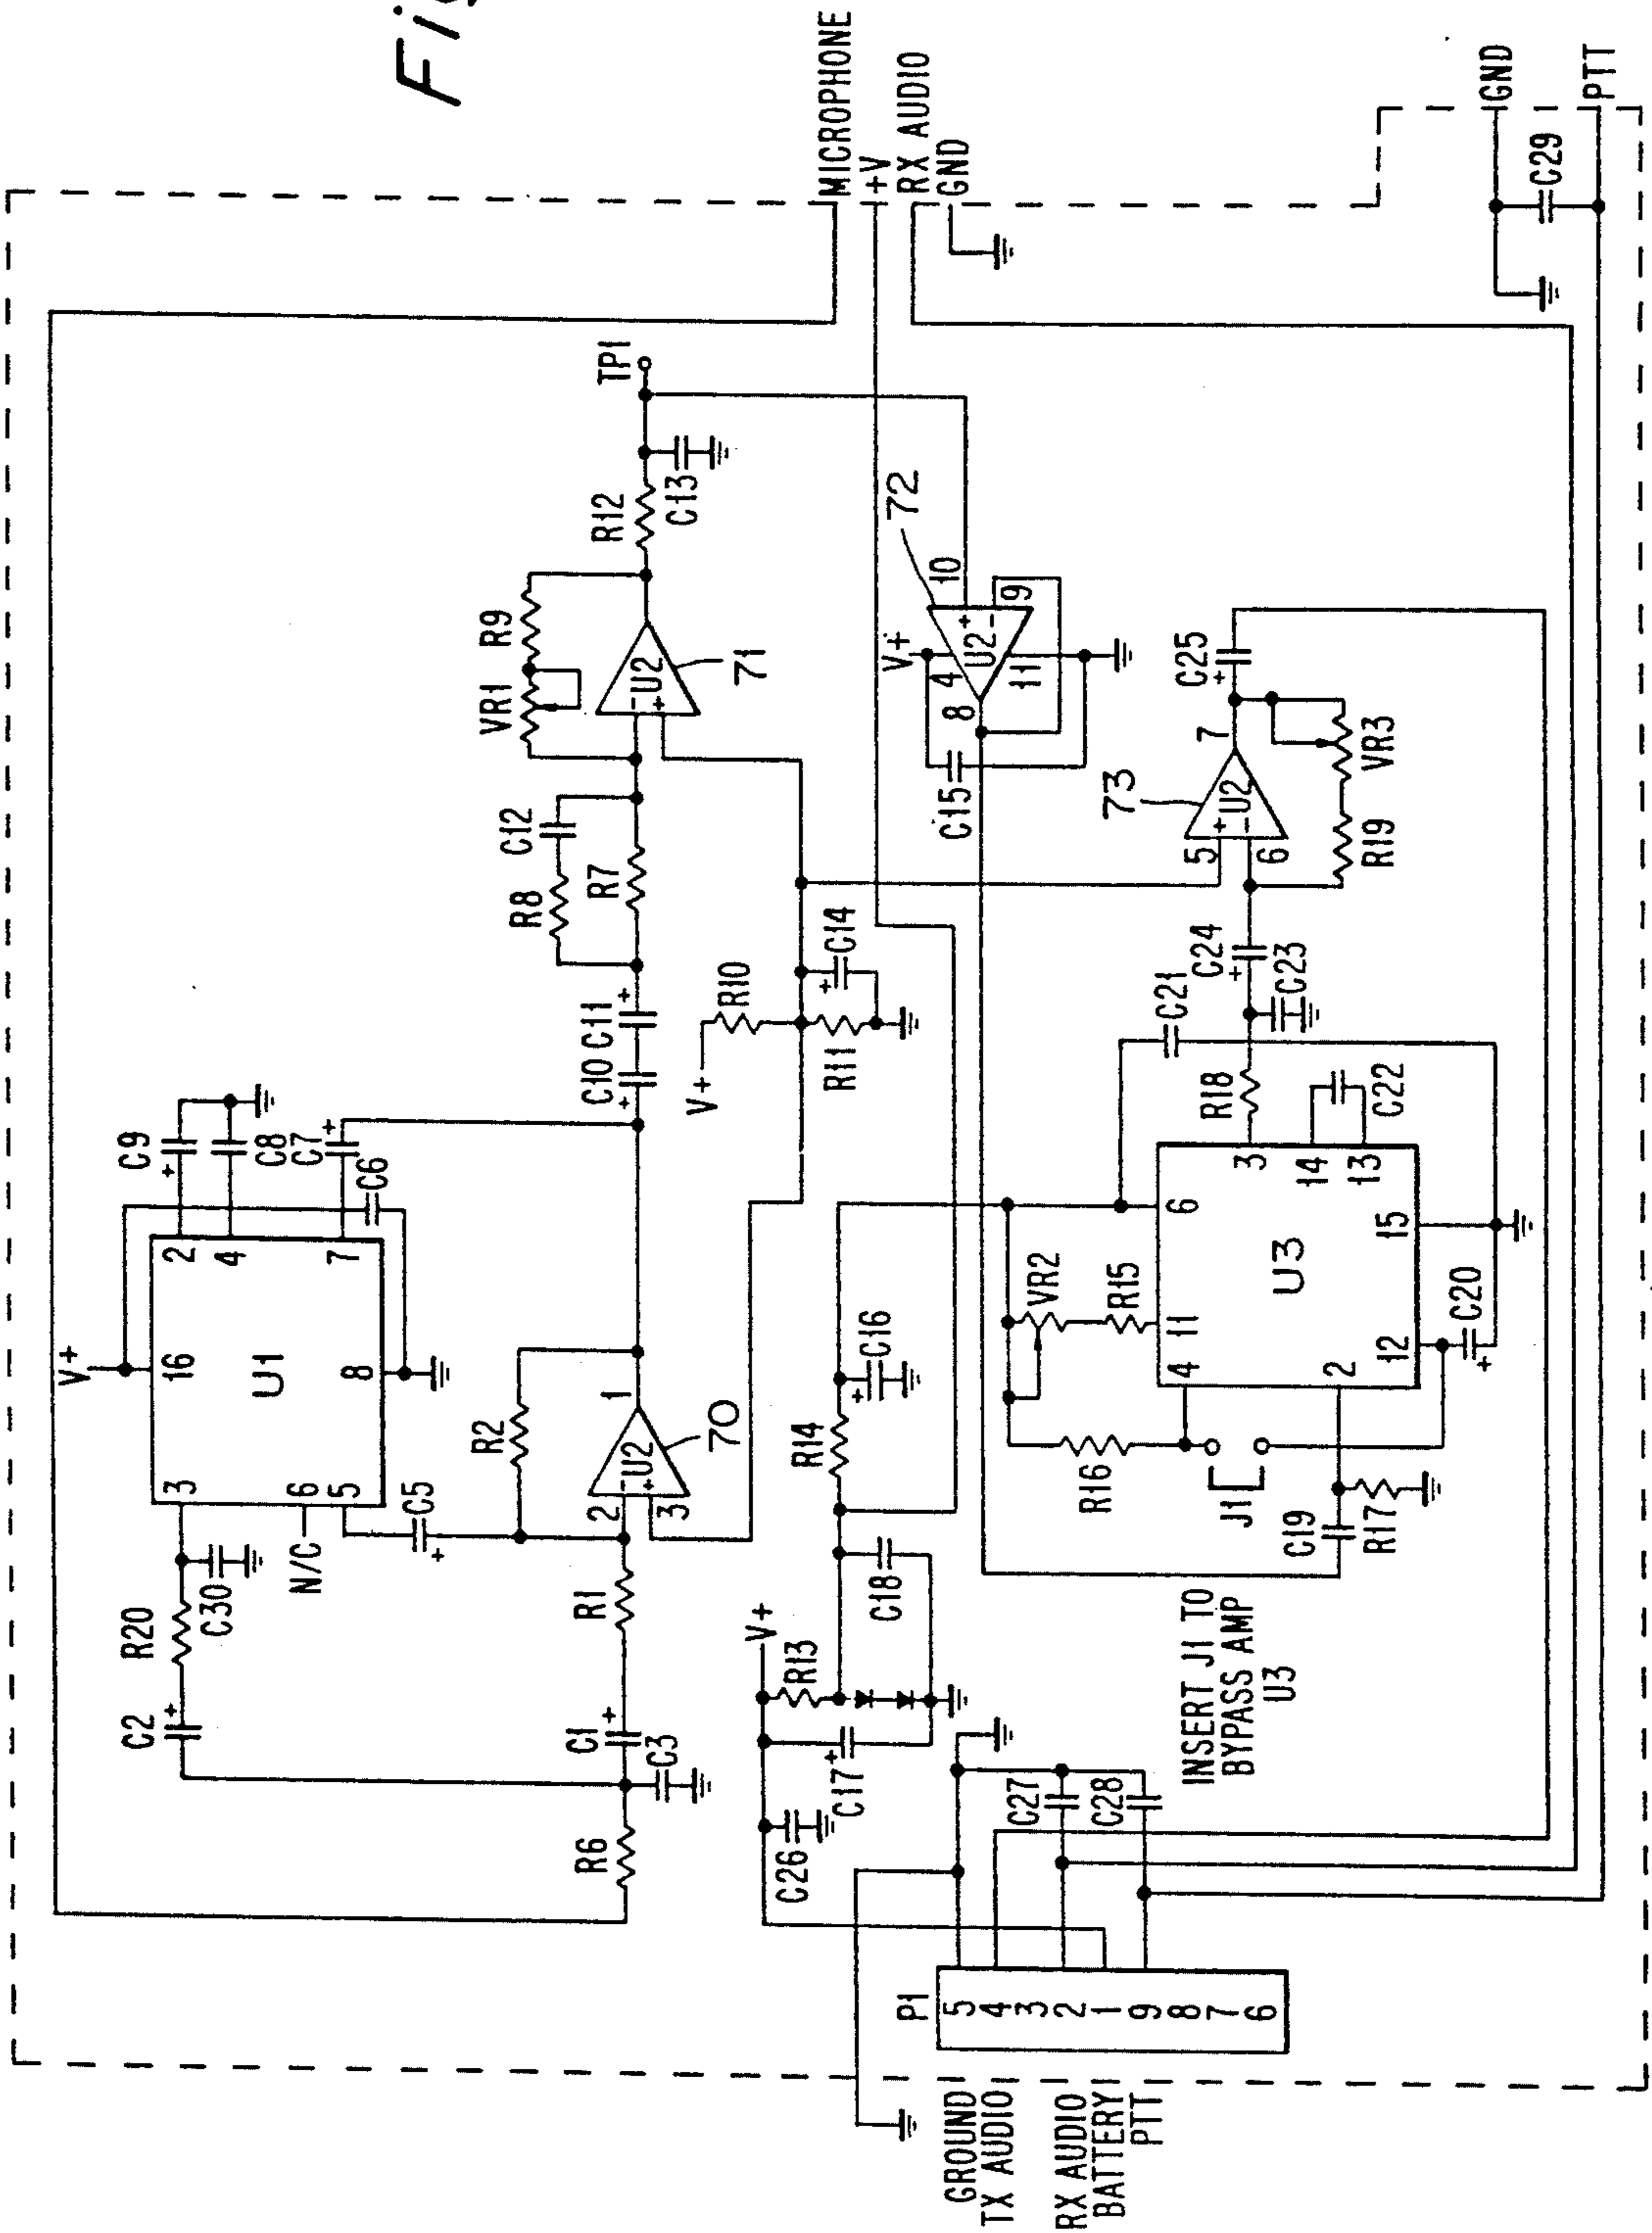 Fig
MICROPHONE
+V
RX AUDIO
GND
GND
C29
PTT
V+
16
U1
8
3
6
5
2
4
7
C9
+
C8
C7
+
C6
R20
C30
N/C
C5
+
C2
+
R2
2
3
-
+
U2
1
70
R1
C1
+
C3
R6
C10
+
C11
+
R8
C12
R7
VR1
R9
-
+
U2
71
R12
C13
TP1
V+
R10
R11
C14
+
72
V+
4
10
+
-
U2
9
11
8
C15
73
5
6
+
-
U2
7
C25
+
VR3
R19
C24
+
C23
C21
R18
3
14
13
C22
6
U3
15
11
4
2
12
C20
+
VR2
R15
R16
J1
C19
R17
INSERT J1 TO
BYPASS AMP
U3
R14
C16
+
V+
R13
C18
C17
+
C26
C27
C28
P1
5
4
3
2
1
9
8
7
6
GROUND
TX AUDIO
RX AUDIO
BATTERY
PTT